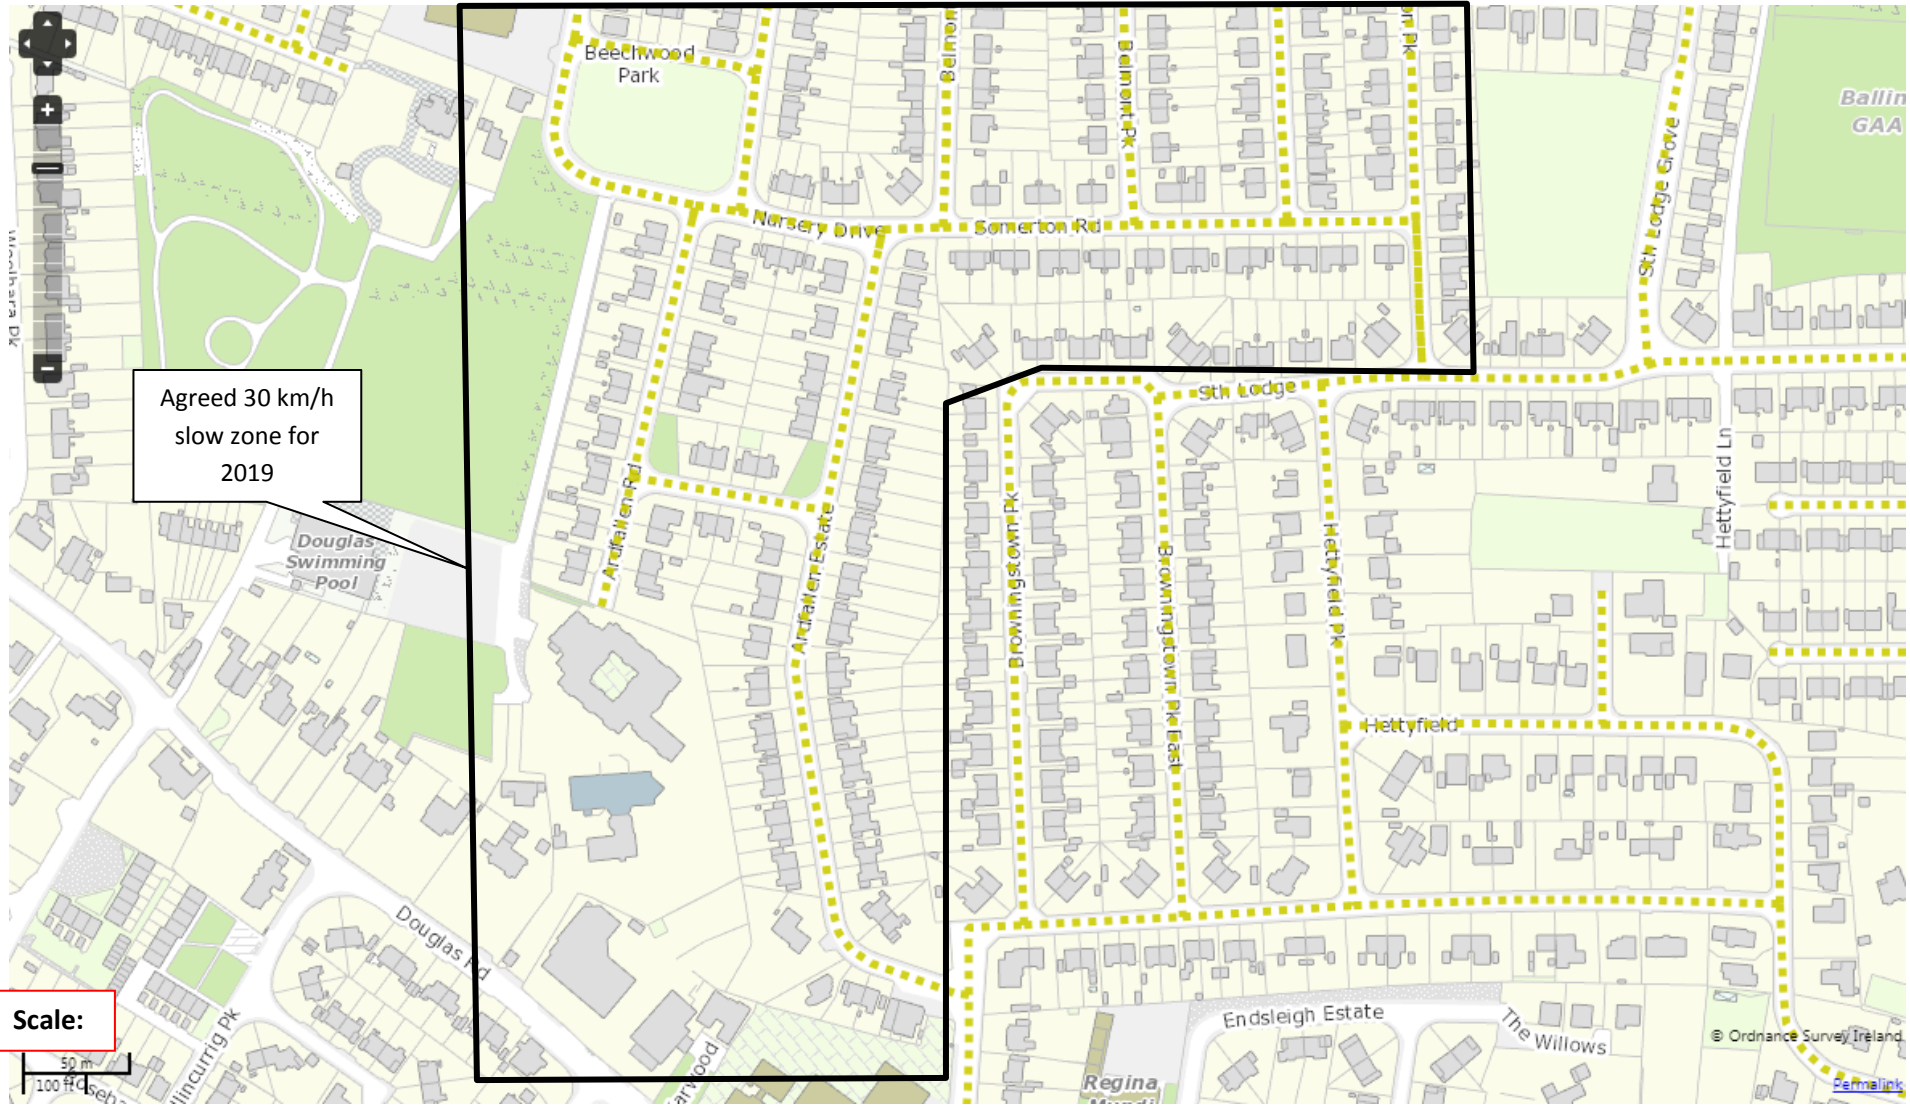 Beechwood
Park
Belmont Pk
Nursery Drive
Somerton Rd
Sth Lodge Grove
GAA
Agreed 30 km/h
slow zone for
2019
Sth Lodge
Douglas
Swimming
Pool
Ardfallen Rd
Ardfallen Estate
Browningstown Pk
Browningstown Pk East
Hettyfield Pk
Hettyfield Ln
Hettyfield
Douglas Rd
Endsleigh Estate
The Willows
© Ordnance Survey Ireland
Scale:
50 m
100 ft
Regina
Permalink